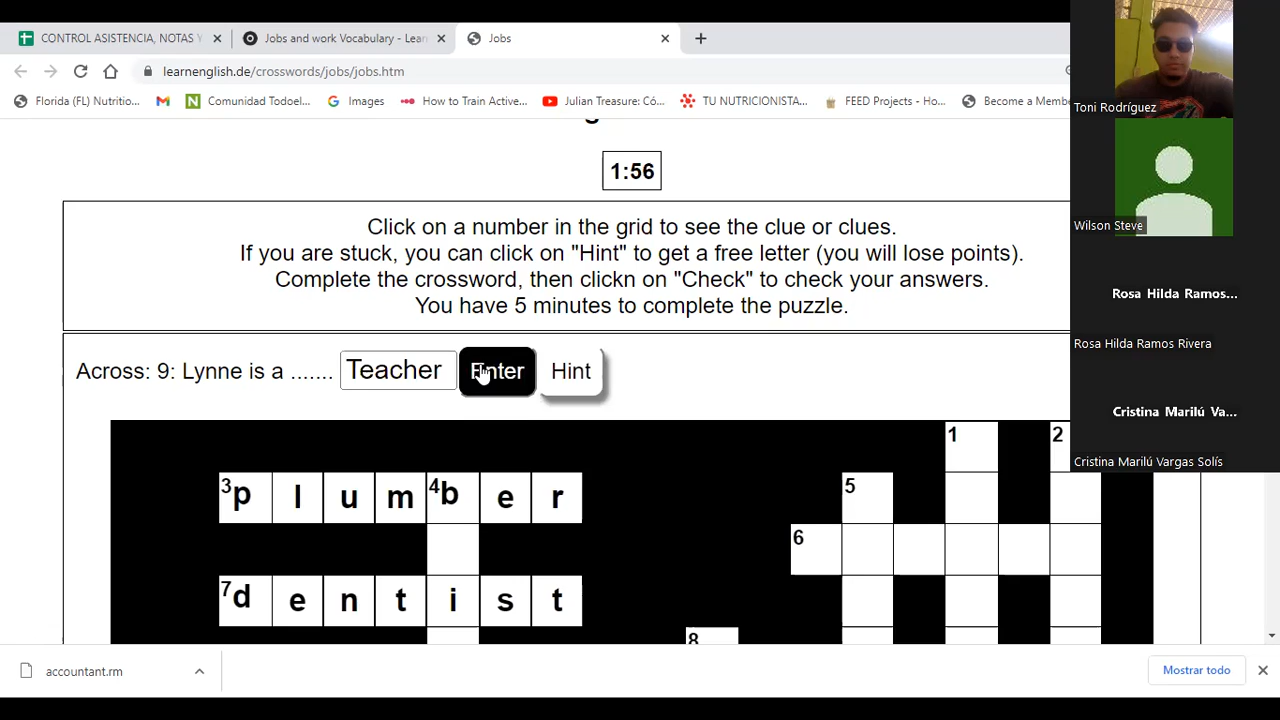 CONTROL ASISTENCIA, NOTAS Y
Jobs and work Vocabulary - Lear
Jobs
learnenglish.de/crosswords/jobs/jobs.htm
Florida (FL) Nutritio...
Comunidad Todoel...
Images
How to Train Active...
Julian Treasure: Có...
TU NUTRICIONISTA...
FEED Projects - Ho...
Become a Membe
1:56
Click on a number in the grid to see the clue or clues.
If you are stuck, you can click on "Hint" to get a free letter (you will lose points).
Complete the crossword, then clickn on "Check" to check your answers.
You have 5 minutes to complete the puzzle.
Across: 9: Lynne is a ....... Teacher Enter Hint
1 2
3 p l u m 4 b e r 5
6
7 d e n t i s t
8
Toni Rodríguez
Wilson Steve
Rosa Hilda Ramos...
Rosa Hilda Ramos Rivera
Cristina Marilú Va...
Cristina Marilú Vargas Solís
accountant.rm
Mostrar todo